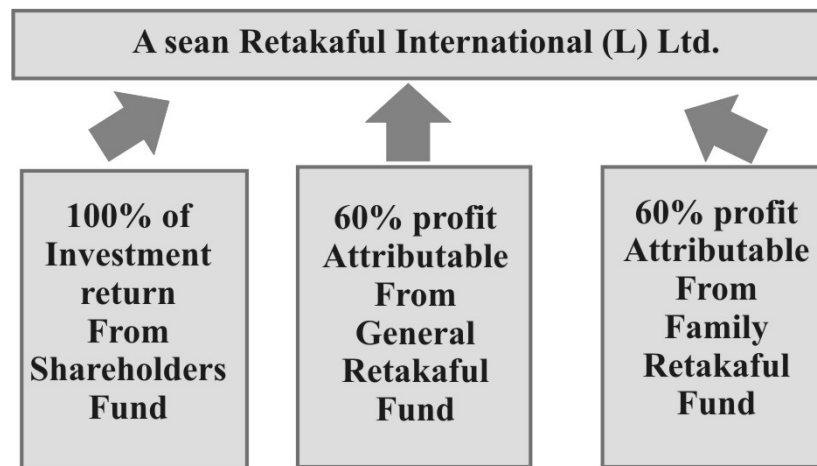 A sean Retakaful International (L) Ltd.
100% of
Investment
return
From
Shareholders
Fund
60% profit
Attributable
From
General
Retakaful
Fund
60% profit
Attributable
From
Family
Retakaful
Fund